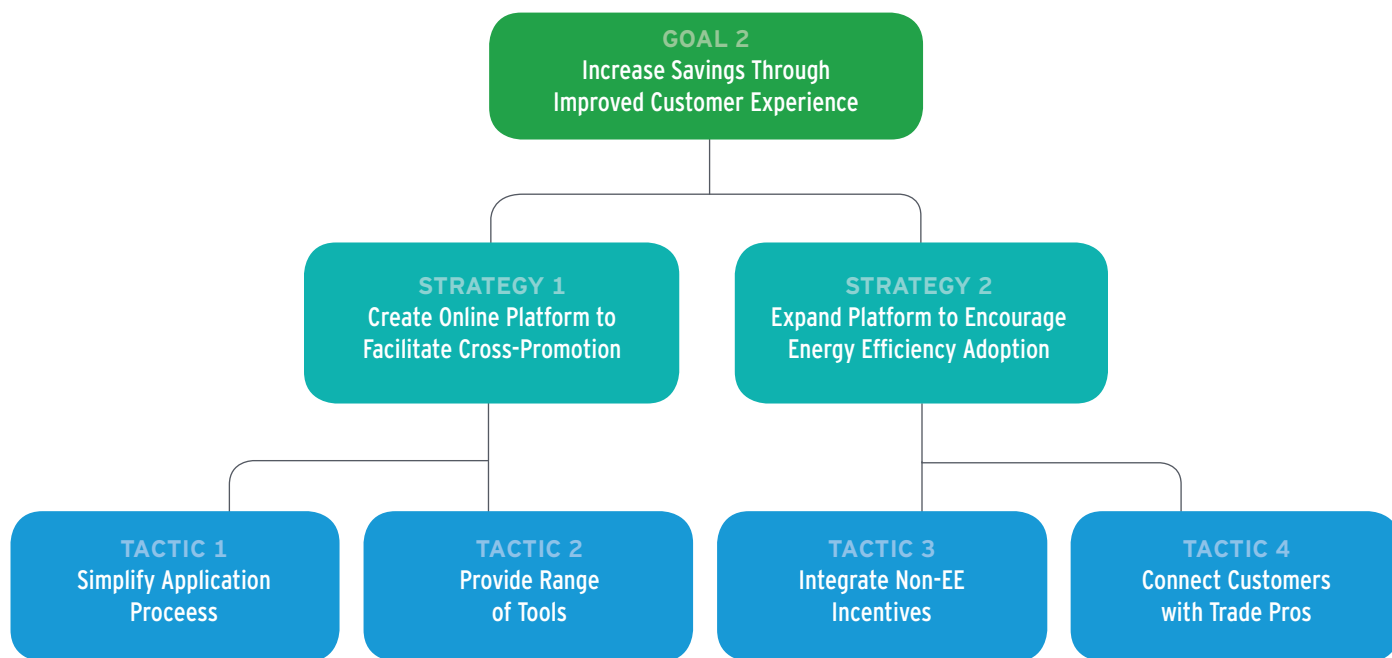 GOAL 2
Increase Savings Through
Improved Customer Experience
STRATEGY 1
Create Online Platform to
Facilitate Cross-Promotion
STRATEGY 2
Expand Platform to Encourage
Energy Efficiency Adoption
TACTIC 1
Simplify Application
Proceess
TACTIC 2
Provide Range
of Tools
TACTIC 3
Integrate Non-EE
Incentives
TACTIC 4
Connect Customers
with Trade Pros